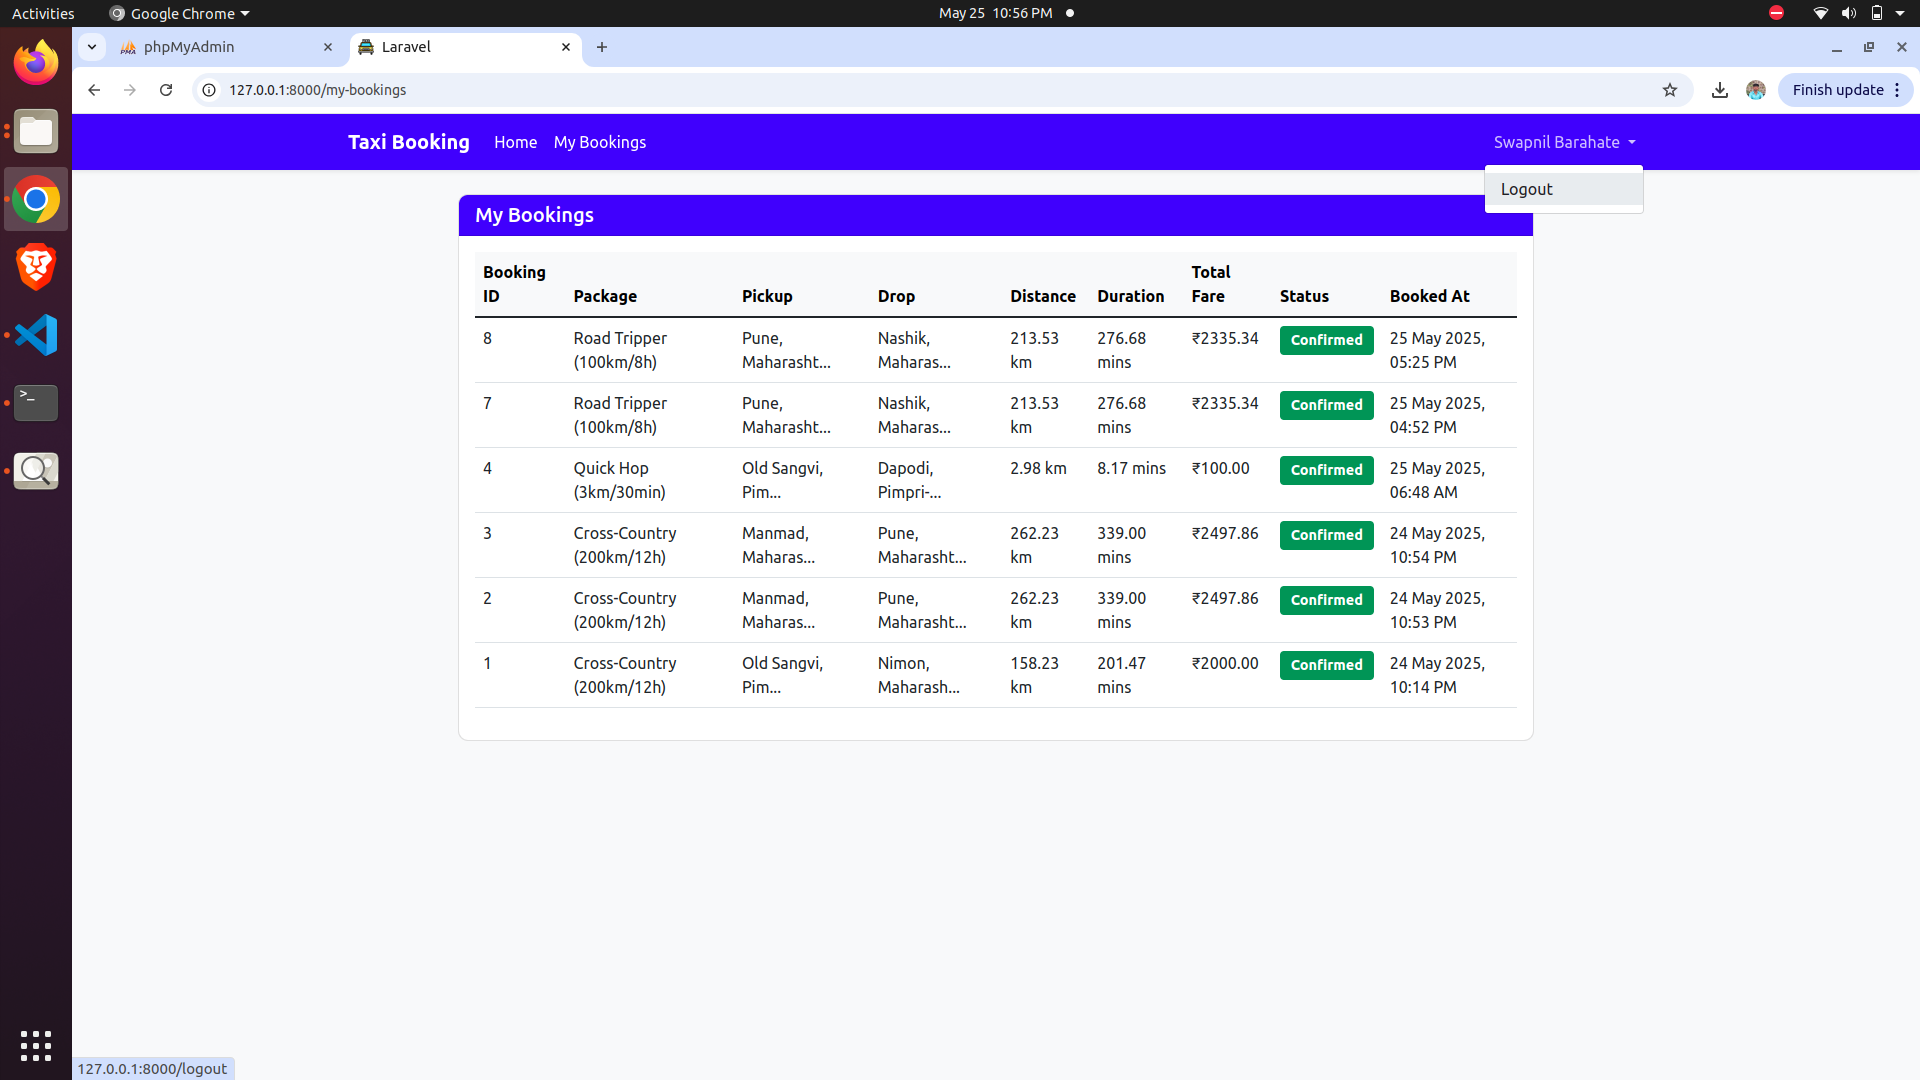 Activities Google Chrome May 25 10:56 PM
phpMyAdmin Laravel
127.0.0.1:8000/my-bookings Finish update
Taxi Booking Home My Bookings Swapnil Barahate
Logout
My Bookings
Booking ID Package Pickup Drop Distance Duration Total Fare Status Booked At
8 Road Tripper (100km/8h) Pune, Maharasht... Nashik, Maharas... 213.53 km 276.68 mins ₹2335.34 Confirmed 25 May 2025, 05:25 PM
7 Road Tripper (100km/8h) Pune, Maharasht... Nashik, Maharas... 213.53 km 276.68 mins ₹2335.34 Confirmed 25 May 2025, 04:52 PM
4 Quick Hop (3km/30min) Old Sangvi, Pim... Dapodi, Pimpri-... 2.98 km 8.17 mins ₹100.00 Confirmed 25 May 2025, 06:48 AM
3 Cross-Country (200km/12h) Manmad, Maharas... Pune, Maharasht... 262.23 km 339.00 mins ₹2497.86 Confirmed 24 May 2025, 10:54 PM
2 Cross-Country (200km/12h) Manmad, Maharas... Pune, Maharasht... 262.23 km 339.00 mins ₹2497.86 Confirmed 24 May 2025, 10:53 PM
1 Cross-Country (200km/12h) Old Sangvi, Pim... Nimon, Maharash... 158.23 km 201.47 mins ₹2000.00 Confirmed 24 May 2025, 10:14 PM
127.0.0.1:8000/logout